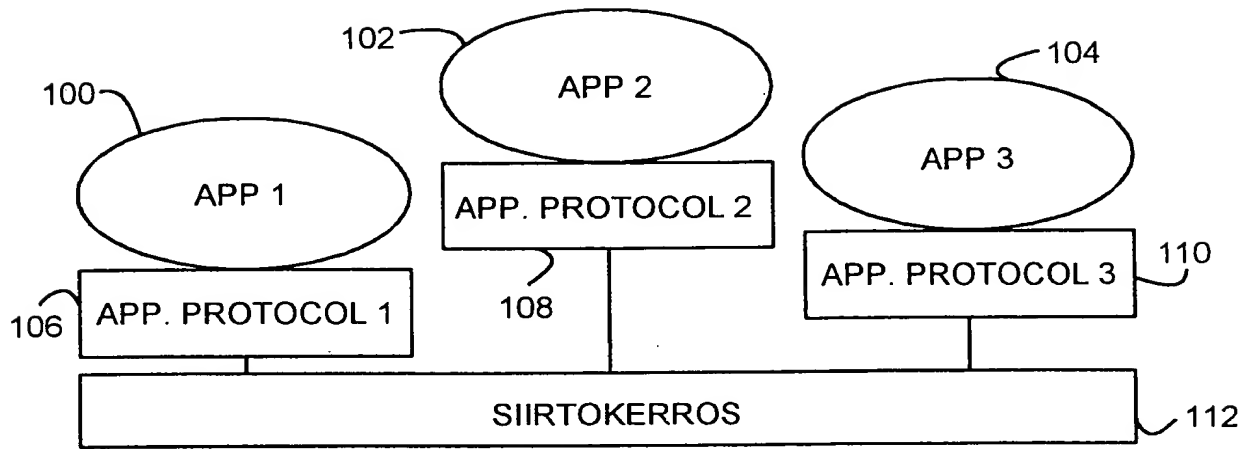 102
APP 2
104
100
APP 3
APP 1
APP. PROTOCOL 2
APP. PROTOCOL 3
110
106
APP. PROTOCOL 1
108
SIIRTOKERROS
112